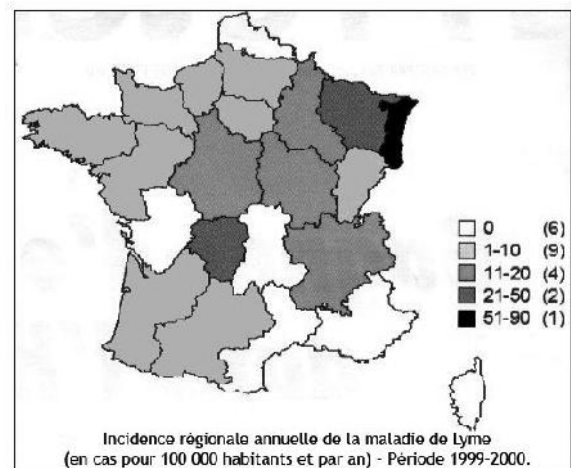 0 (6)
1-10 (9)
11-20 (4)
21-50 (2)
51-90 (1)
Incidence régionale annuelle de la maladie de Lyme
(en cas pour 100 000 habitants et par an) - Période 1999-2000.